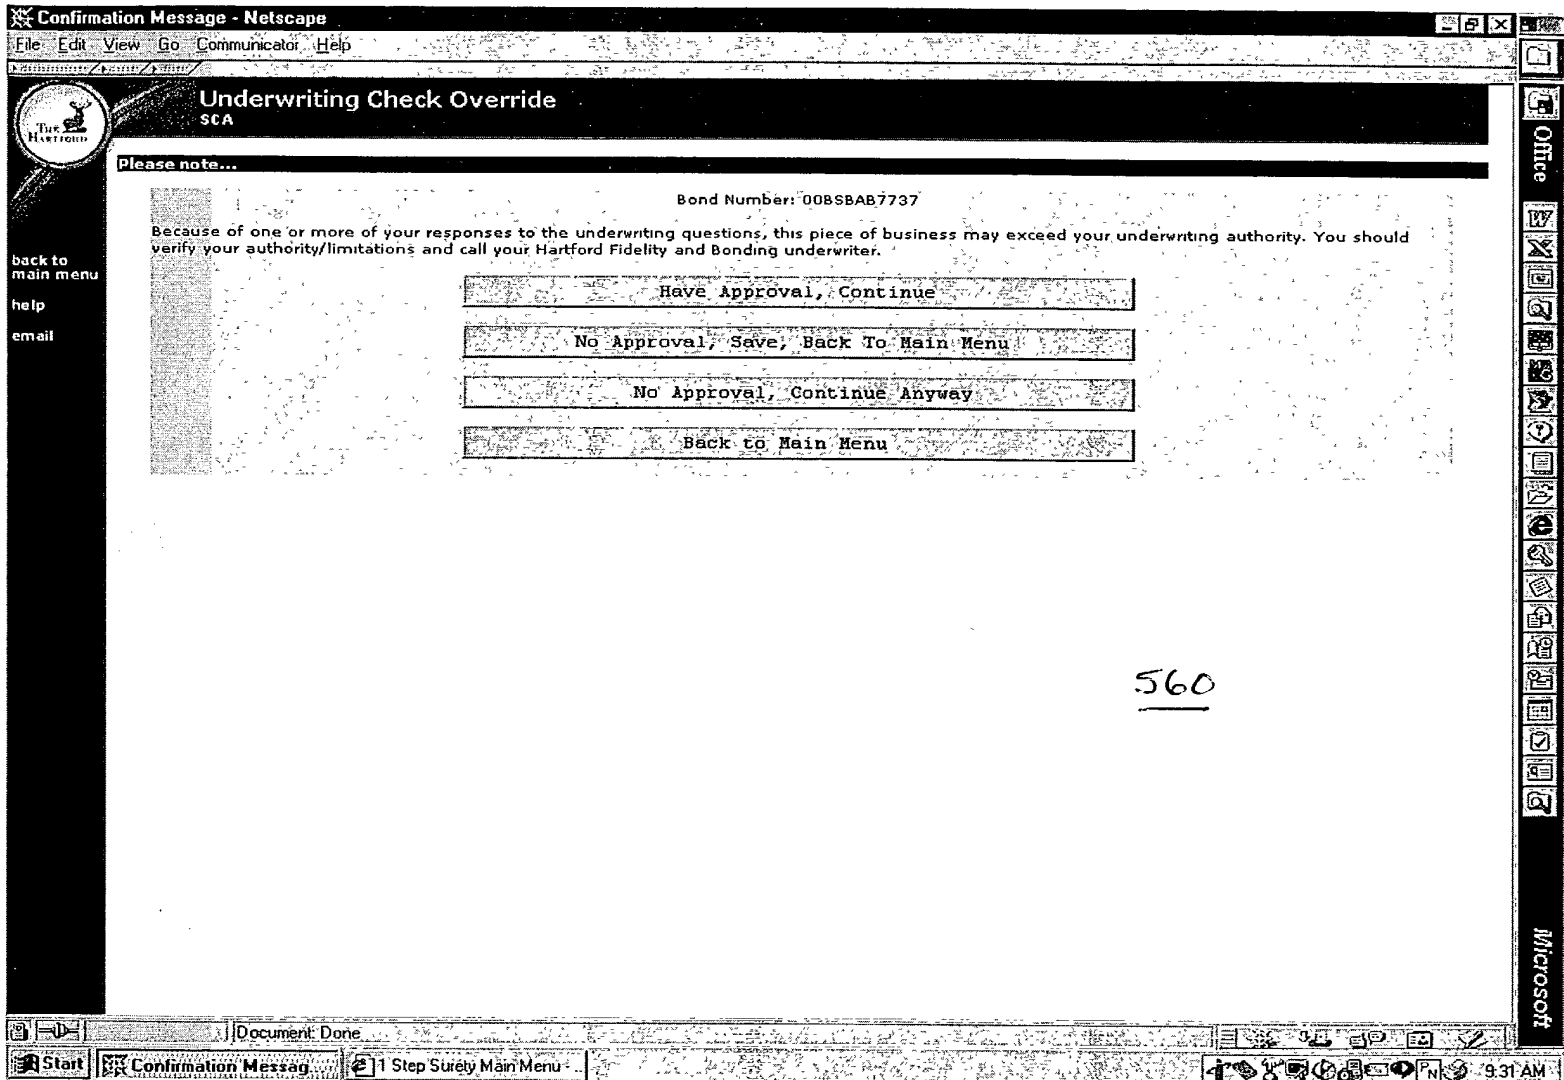 Confirmation Message - Netscape
File Edit View Go Communicator Help
THE HARTFORD
Underwriting Check Override
SCA
Please note...
Bond Number: 00BSBAB7737
Because of one or more of your responses to the underwriting questions, this piece of business may exceed your underwriting authority. You should
verify your authority/limitations and call your Hartford Fidelity and Bonding underwriter.
back to
main menu
help
email
Have Approval, Continue
No Approval, Save, Back To Main Menu
No Approval, Continue Anyway
Back to Main Menu
560
Office
Microsoft
Document: Done
Start
Confirmation Messag...
1 Step Surety Main Menu - ...
9:31 AM